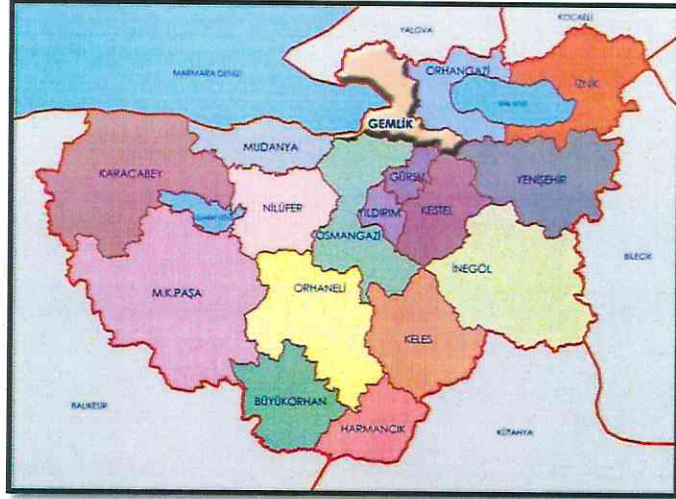 YALOVA
KOCAELİ
MARMARA DENİZİ
ORHANGAZİ
İZNİK
GEMLİK
MUDANYA
KARACABEY
GÜRSU
YENİŞEHİR
NİLÜFER
YILDIRIM
KESTEL
OSMANGAZİ
BİLECİK
İNEGÖL
M.K.PAŞA
ORHANELİ
KELES
BALIKESİR
BÜYÜKORHAN
HARMANCIK
KÜTAHYA